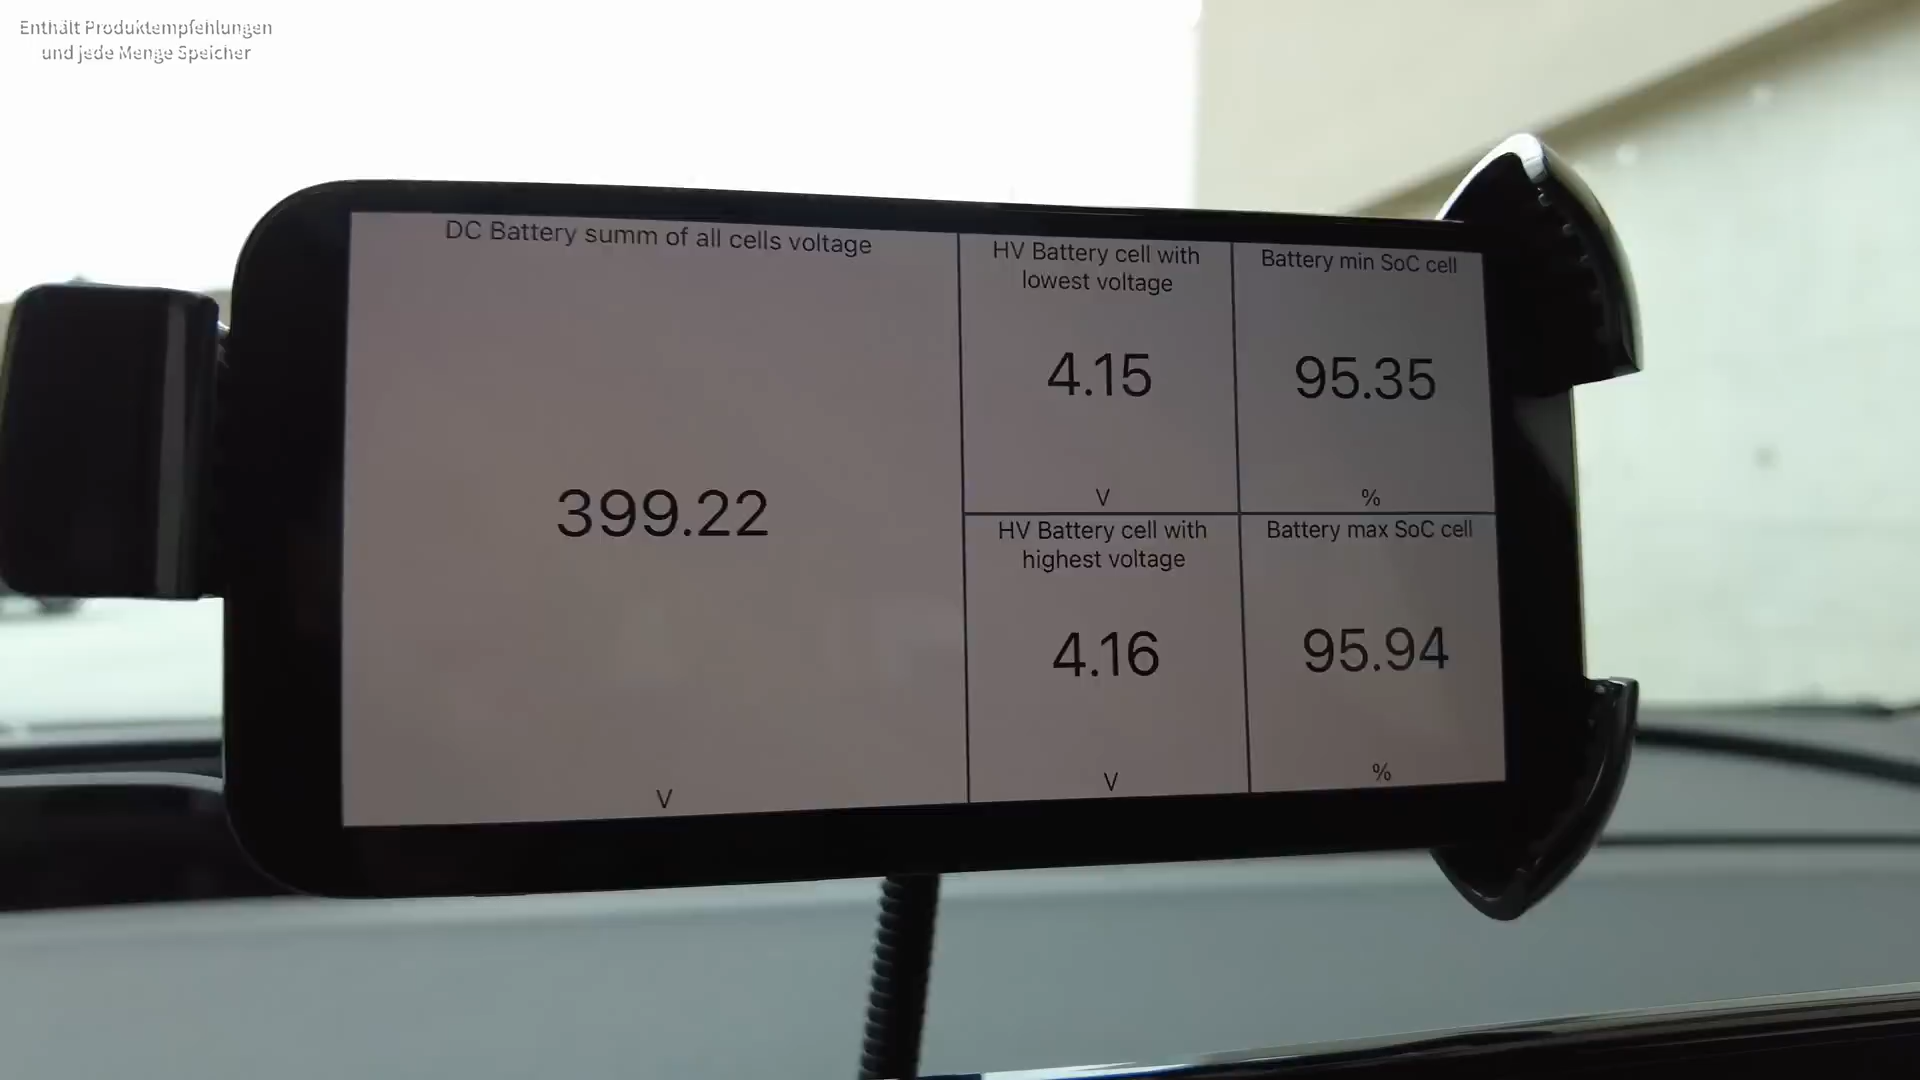 Enthält Produktempfehlungen
und jede Menge Speicher
DC Battery summ of all cells voltage
399.22
V
HV Battery cell with
lowest voltage
4.15
V
Battery min SoC cell
95.35
%
HV Battery cell with
highest voltage
4.16
V
Battery max SoC cell
95.94
%